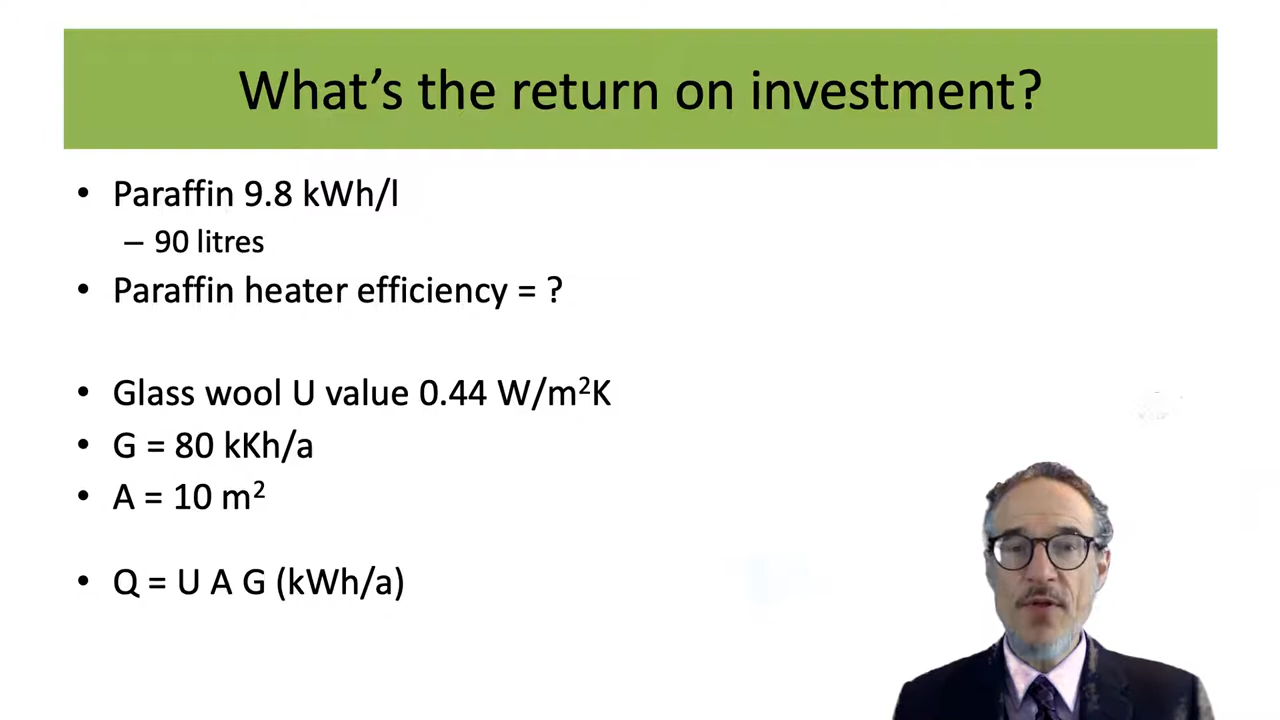 What’s the return on investment?
• Paraffin 9.8 kWh/l
– 90 litres
• Paraffin heater efficiency = ?
• Glass wool U value 0.44 W/m²K
• G = 80 kKh/a
• A = 10 m²
• Q = U A G (kWh/a)